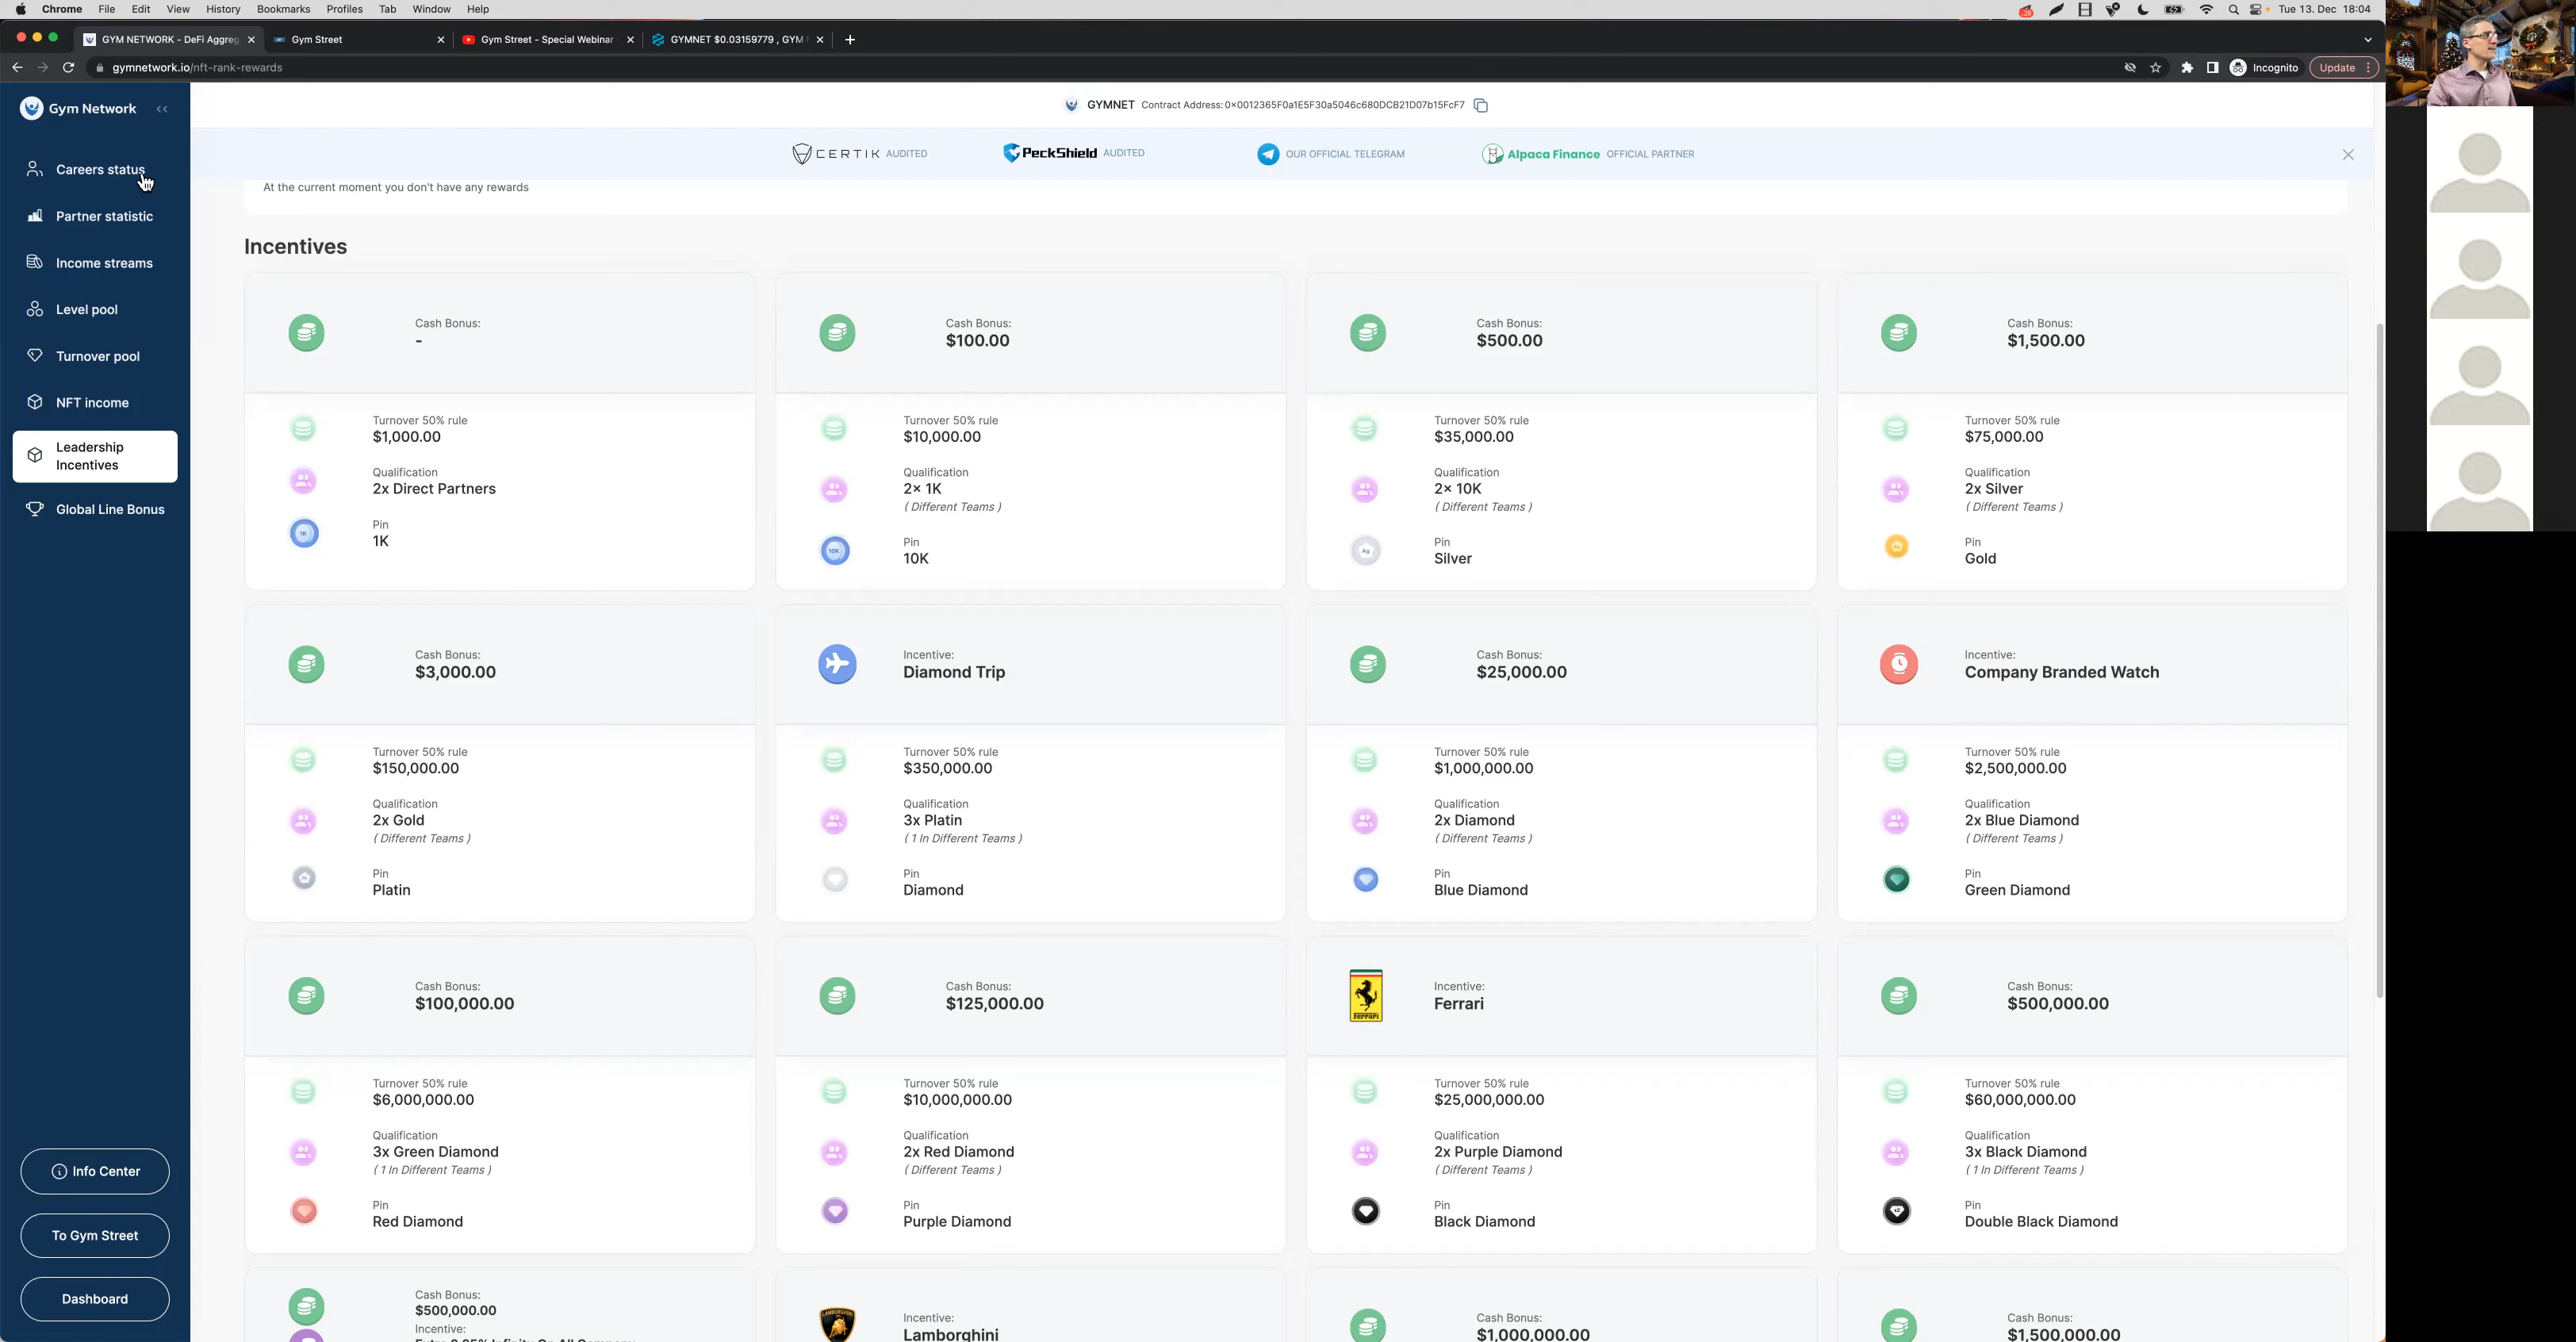 Chrome File Edit View History Bookmarks Profiles Tab Window Help
Tue 13. Dec 18:04
GYM NETWORK - DeFi Aggreg
Gym Street
Gym Street - Special Webinar
GYMNET $0.03159779 , GYM
gymnetwork.io/nft-rank-rewards
Incognito
Update
Gym Network
GYMNET Contract Address:
CERTIK AUDITED
PeckShield AUDITED
OUR OFFICIAL TELEGRAM
Alpaca Finance OFFICIAL PARTNER
Careers status
Partner statistic
Income streams
Level pool
Turnover pool
NFT income
Leadership
Incentives
Global Line Bonus
Info Center
To Gym Street
Dashboard
At the current moment you don't have any rewards
Incentives
Cash Bonus:
-
Turnover 50% rule
$1,000.00
Qualification
2x Direct Partners
1K
Pin
1K
Cash Bonus:
$100.00
Turnover 50% rule
$10,000.00
Qualification
2x 1K
( Different Teams )
10K
Pin
10K
Cash Bonus:
$500.00
Turnover 50% rule
$35,000.00
Qualification
2x 10K
( Different Teams )
Ag
Pin
Silver
Cash Bonus:
$1,500.00
Turnover 50% rule
$75,000.00
Qualification
2x Silver
( Different Teams )
Pin
Gold
Cash Bonus:
$3,000.00
Turnover 50% rule
$150,000.00
Qualification
2x Gold
( Different Teams )
Pin
Platin
Incentive:
Diamond Trip
Turnover 50% rule
$350,000.00
Qualification
3x Platin
( 1 In Different Teams )
Pin
Diamond
Cash Bonus:
$25,000.00
Turnover 50% rule
$1,000,000.00
Qualification
2x Diamond
( Different Teams )
Pin
Blue Diamond
Incentive:
Company Branded Watch
Turnover 50% rule
$2,500,000.00
Qualification
2x Blue Diamond
( Different Teams )
Pin
Green Diamond
Cash Bonus:
$100,000.00
Turnover 50% rule
$6,000,000.00
Qualification
3x Green Diamond
( 1 In Different Teams )
Pin
Red Diamond
Cash Bonus:
$125,000.00
Turnover 50% rule
$10,000,000.00
Qualification
2x Red Diamond
( Different Teams )
Pin
Purple Diamond
Ferrari
Incentive:
Ferrari
Turnover 50% rule
$25,000,000.00
Qualification
2x Purple Diamond
( Different Teams )
Pin
Black Diamond
Cash Bonus:
$500,000.00
Turnover 50% rule
$60,000,000.00
Qualification
3x Black Diamond
( 1 In Different Teams )
x2
Pin
Double Black Diamond
Cash Bonus:
$500,000.00
Incentive:
LAMBORGHINI
Incentive:
Lamborghini
Cash Bonus:
$1,000,000.00
Cash Bonus:
$1,500,000.00